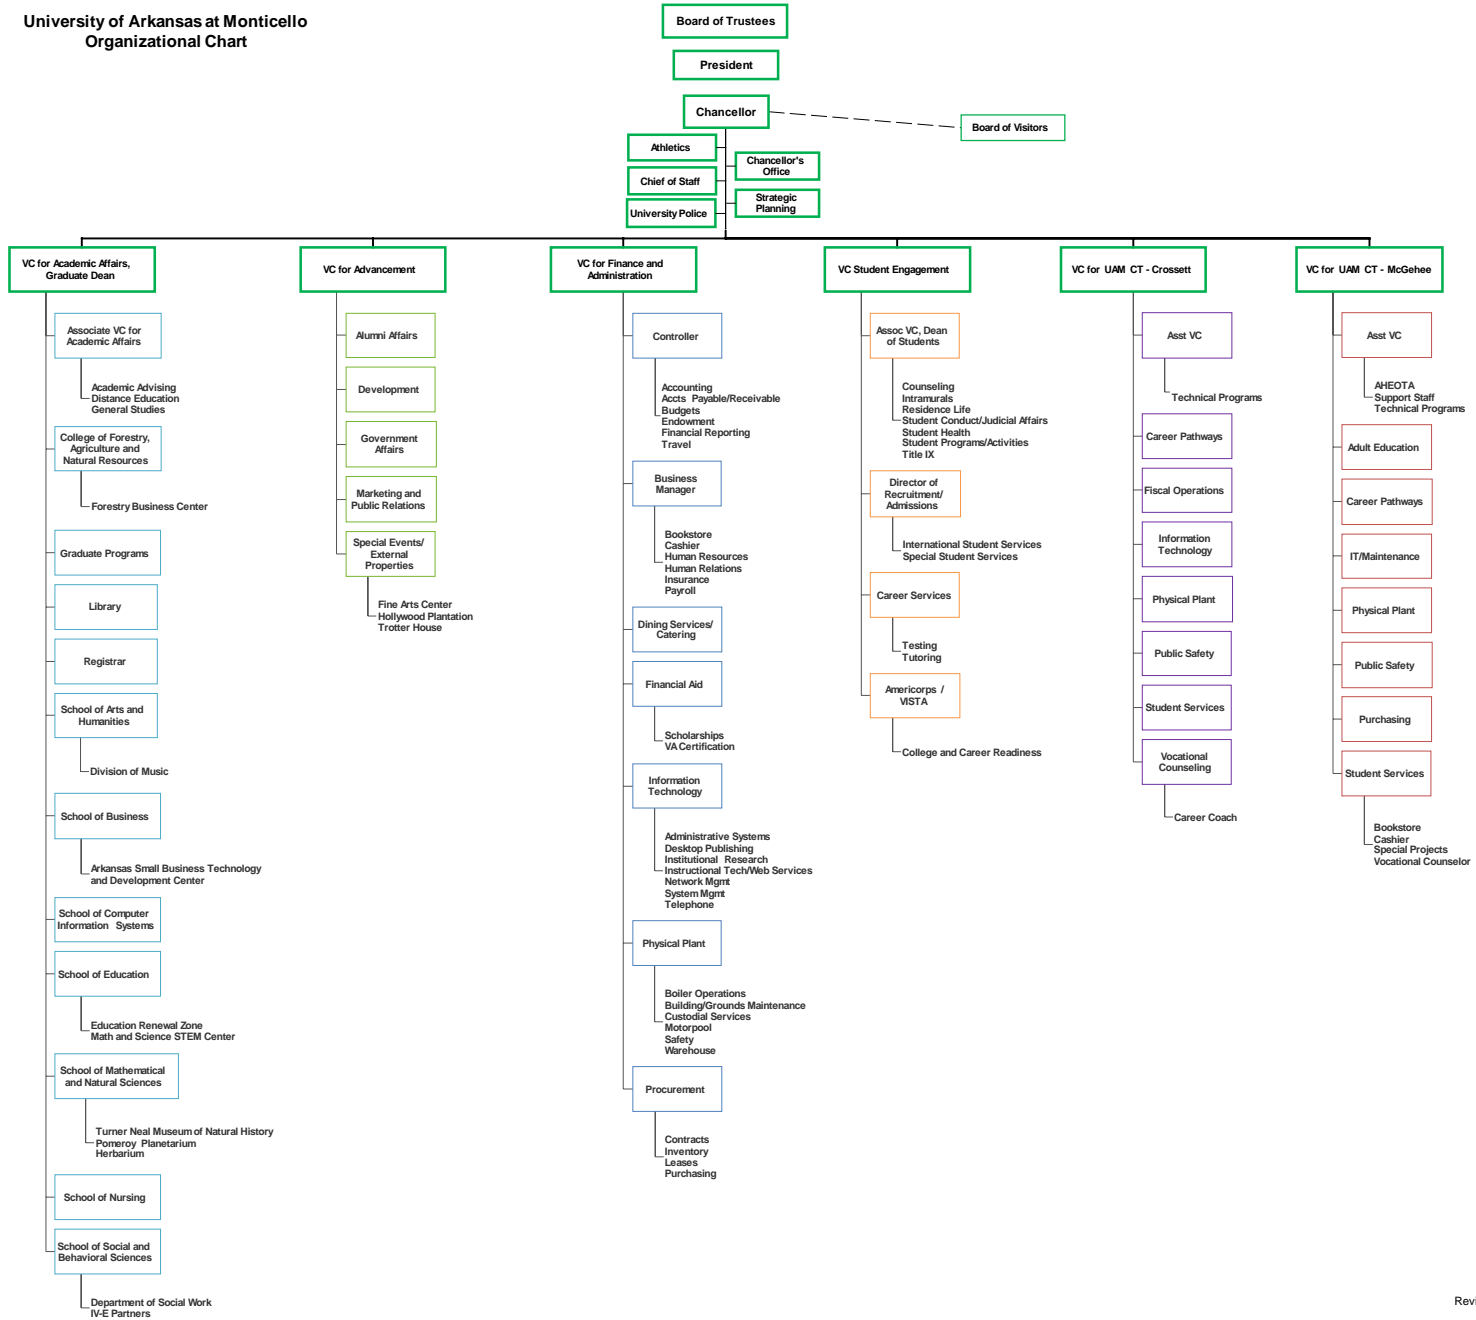 University of Arkansas at Monticello
Organizational Chart
Board of Trustees
President
Chancellor
Board of Visitors
Athletics
Chancellor's
Office
Chief of Staff
Strategic
Planning
University Police
VC for Academic Affairs,
Graduate Dean
Associate VC for
Academic Affairs
Academic Advising
Distance Education
General Studies
College of Forestry,
Agriculture and
Natural Resources
Forestry Business Center
Graduate Programs
Library
Registrar
School of Arts and
Humanities
Division of Music
School of Business
Arkansas Small Business Technology
and Development Center
School of Computer
Information Systems
School of Education
Education Renewal Zone
Math and Science STEM Center
School of Mathematical
and Natural Sciences
Turner Neal Museum of Natural History
Pomeroy Planetarium
Herbarium
School of Nursing
School of Social and
Behavioral Sciences
Department of Social Work
IV-E Partners
VC for Advancement
Alumni Affairs
Development
Government
Affairs
Marketing and
Public Relations
Special Events/
External
Properties
Fine Arts Center
Hollywood Plantation
Trotter House
VC for Finance and
Administration
Controller
Accounting
Accts Payable/Receivable
Budgets
Endowment
Financial Reporting
Travel
Business
Manager
Bookstore
Cashier
Human Resources
Human Relations
Insurance
Payroll
Dining Services/
Catering
Financial Aid
Scholarships
VA Certification
Information
Technology
Administrative Systems
Desktop Publishing
Institutional Research
Instructional Tech/Web Services
Network Mgmt
System Mgmt
Telephone
Physical Plant
Boiler Operations
Building/Grounds Maintenance
Custodial Services
Motorpool
Safety
Warehouse
Procurement
Contracts
Inventory
Leases
Purchasing
VC Student Engagement
Assoc VC, Dean
of Students
Counseling
Intramurals
Residence Life
Student Conduct/Judicial Affairs
Student Health
Student Programs/Activities
Title IX
Director of
Recruitment/
Admissions
International Student Services
Special Student Services
Career Services
Testing
Tutoring
Americorps /
VISTA
College and Career Readiness
VC for UAM CT - Crossett
Asst VC
Technical Programs
Career Pathways
Fiscal Operations
Information
Technology
Physical Plant
Public Safety
Student Services
Vocational
Counseling
Career Coach
VC for UAM CT - McGehee
Asst VC
AHEOTA
Support Staff
Technical Programs
Adult Education
Career Pathways
IT/Maintenance
Physical Plant
Public Safety
Purchasing
Student Services
Bookstore
Cashier
Special Projects
Vocational Counselor
Revi